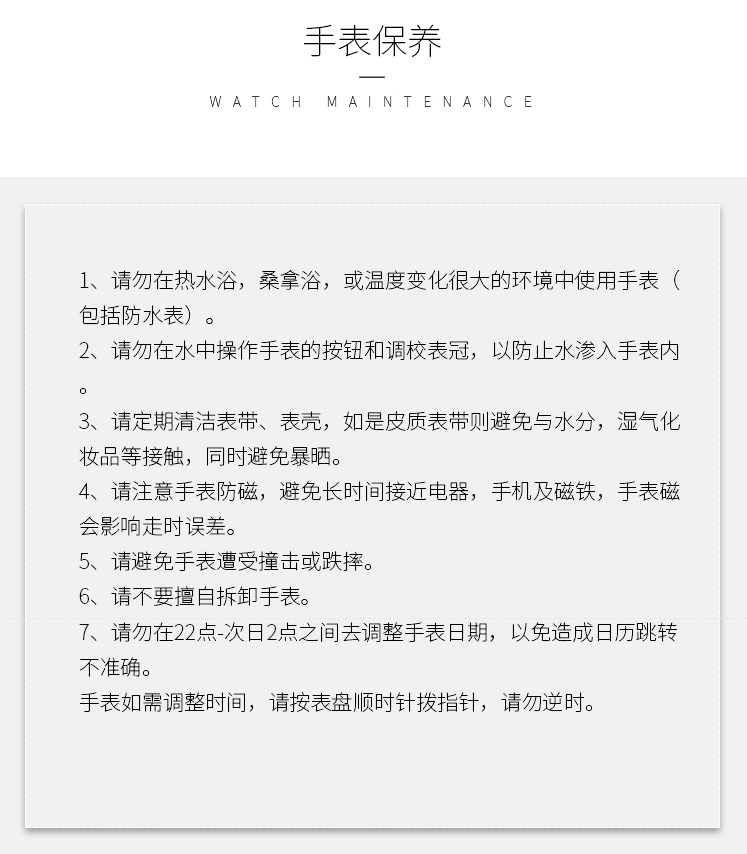 手表保养
WATCH MAINTENANCE
1、请勿在热水浴，桑拿浴，或温度变化很大的环境中使用手表（
包括防水表）。
2、请勿在水中操作手表的按钮和调校表冠，以防止水渗入手表内
。
3、请定期清洁表带、表壳，如是皮质表带则避免与水分，湿气化
妆品等接触，同时避免暴晒。
4、请注意手表防磁，避免长时间接近电器，手机及磁铁，手表磁
会影响走时误差。
5、请避免手表遭受撞击或跌摔。
6、请不要擅自拆卸手表。
7、请勿在22点-次日2点之间去调整手表日期，以免造成日历跳转
不准确。
手表如需调整时间，请按表盘顺时针拨指针，请勿逆时。